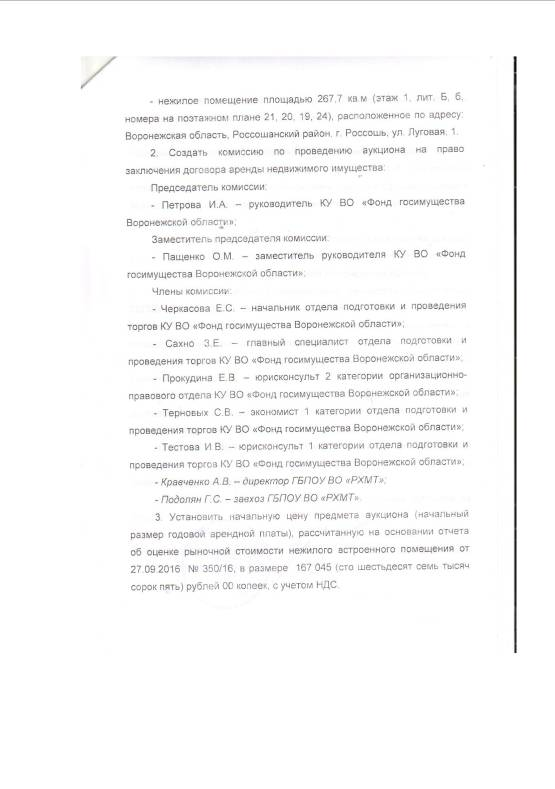 - нежилое помещение площадью 267,7 кв.м (этаж 1, лит. Б, б,
номера на поэтажном плане 21, 20, 19, 24), расположенное по адресу:
Воронежская область, Россошанский район, г. Россошь, ул. Луговая, 1.
2. Создать комиссию по проведению аукциона на право
заключения договора аренды недвижимого имущества:
Председатель комиссии:
- Петрова И.А. – руководитель КУ ВО «Фонд госимущества
Воронежской области»;
Заместитель председателя комиссии:
- Пащенко О.М. – заместитель руководителя КУ ВО «Фонд
госимущества Воронежской области»;
Члены комиссии:
- Черкасова Е.С. – начальник отдела подготовки и проведения
торгов КУ ВО «Фонд госимущества Воронежской области»;
- Сахно З.Е. – главный специалист отдела подготовки и
проведения торгов КУ ВО «Фонд госимущества Воронежской области»;
- Прокудина Е.В. – юрисконсульт 2 категории организационно-
правового отдела КУ ВО «Фонд госимущества Воронежской области»;
- Терновых С.В. – экономист 1 категории отдела подготовки и
проведения торгов КУ ВО «Фонд госимущества Воронежской области»;
- Тестова И.В. – юрисконсульт 1 категории отдела подготовки и
проведения торгов КУ ВО «Фонд госимущества Воронежской области»;
- Кравченко А.В. – директор ГБПОУ ВО «РХМТ»;
- Подолян Г.С. – завхоз ГБПОУ ВО «РХМТ».
3. Установить начальную цену предмета аукциона (начальный
размер годовой арендной платы), рассчитанную на основании отчета
об оценке рыночной стоимости нежилого встроенного помещения от
27.09.2016 № 350/16, в размере 167 045 (сто шестьдесят семь тысяч
сорок пять) рублей 00 копеек, с учетом НДС.